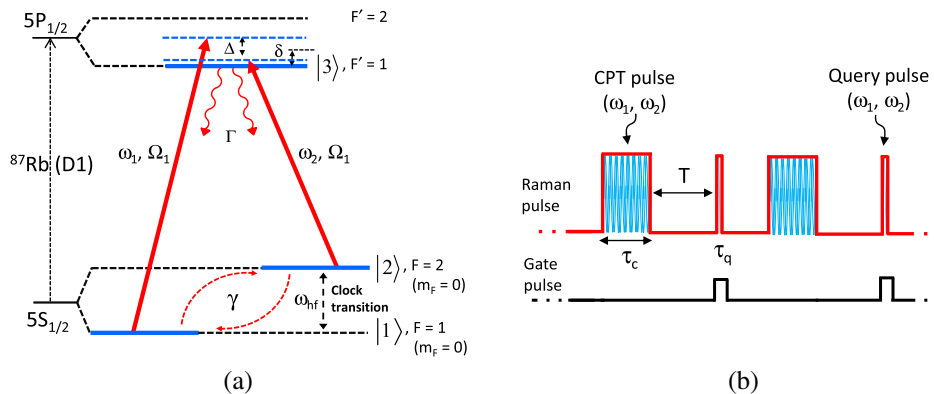 5P1/2
F′ = 2
Δ
δ
|3⟩, F′ = 1
Γ
87Rb (D1)
ω1, Ω1
ω2, Ω1
|2⟩, F = 2
(mF = 0)
γ
ωhf
Clock
transition
5S1/2
|1⟩, F = 1
(mF = 0)
(a)
CPT pulse
(ω1, ω2)
Query pulse
(ω1, ω2)
Raman
pulse
T
τc
τq
Gate
pulse
(b)